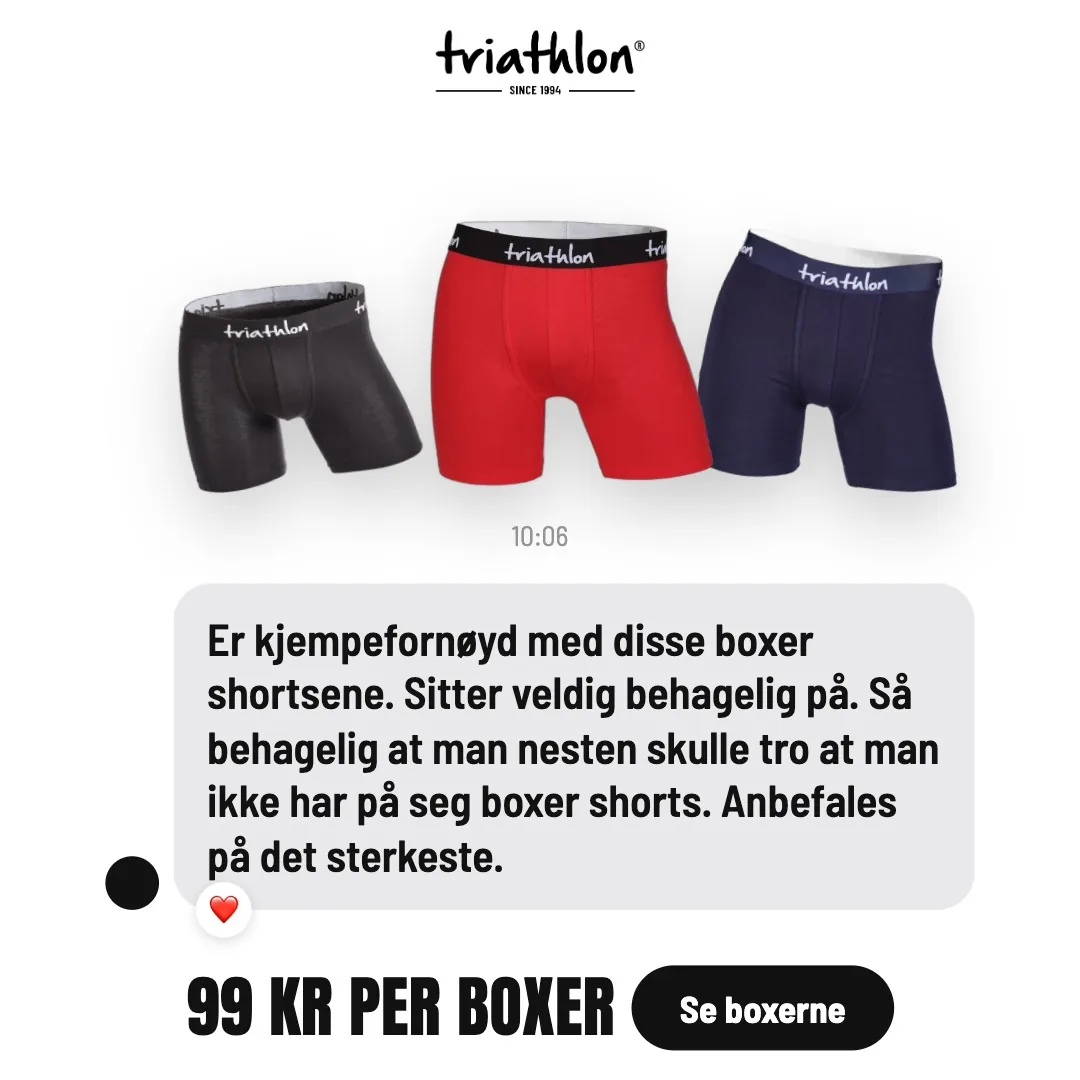 triathlon®
SINCE 1994
triathlon
triathlon
triathlon
10:06
Er kjempefornøyd med disse boxer
shortsene. Sitter veldig behagelig på. Så
behagelig at man nesten skulle tro at man
ikke har på seg boxer shorts. Anbefales
på det sterkeste.
99 KR PER BOXER
Se boxerne